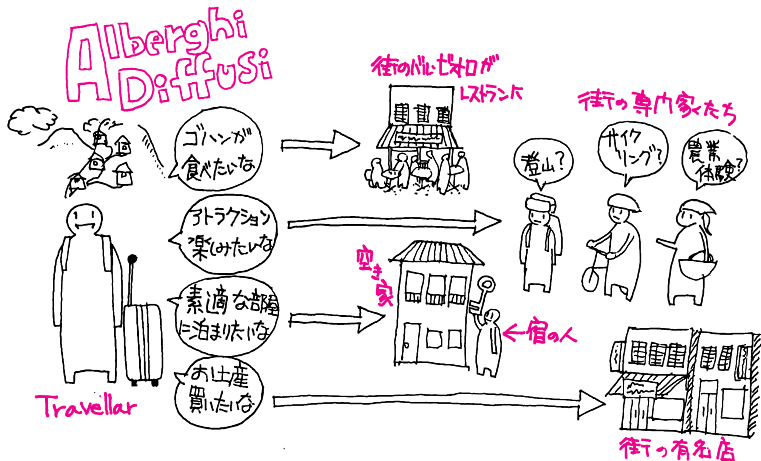 Alberghi
Diffusi
街のバルゼオロが
レストランに
街の専門家たち
ゴハンが
食べたいな
登山?
サイク
リング?
農業
体験?
アトラクション
楽しみたいな
空き
家
素適な部屋
に泊まりたいな
←宿の人
お土産
買いたいな
Travellar
街の有名店